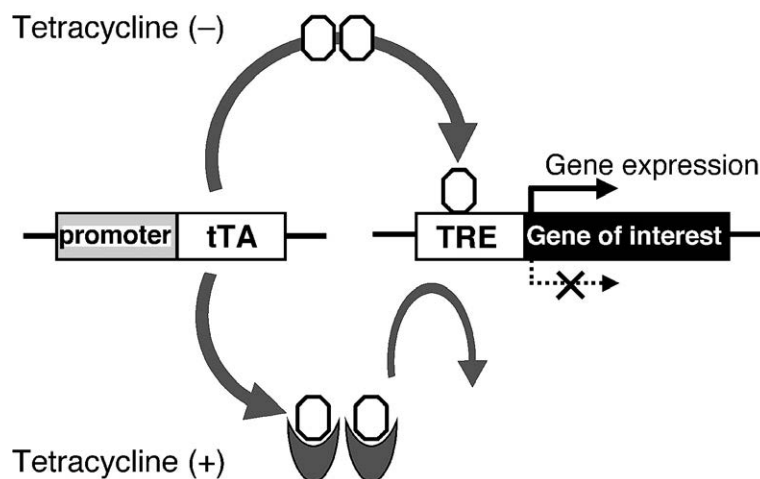 Tetracycline (–)
Gene expression
promoter tTA
TRE Gene of interest
Tetracycline (+)